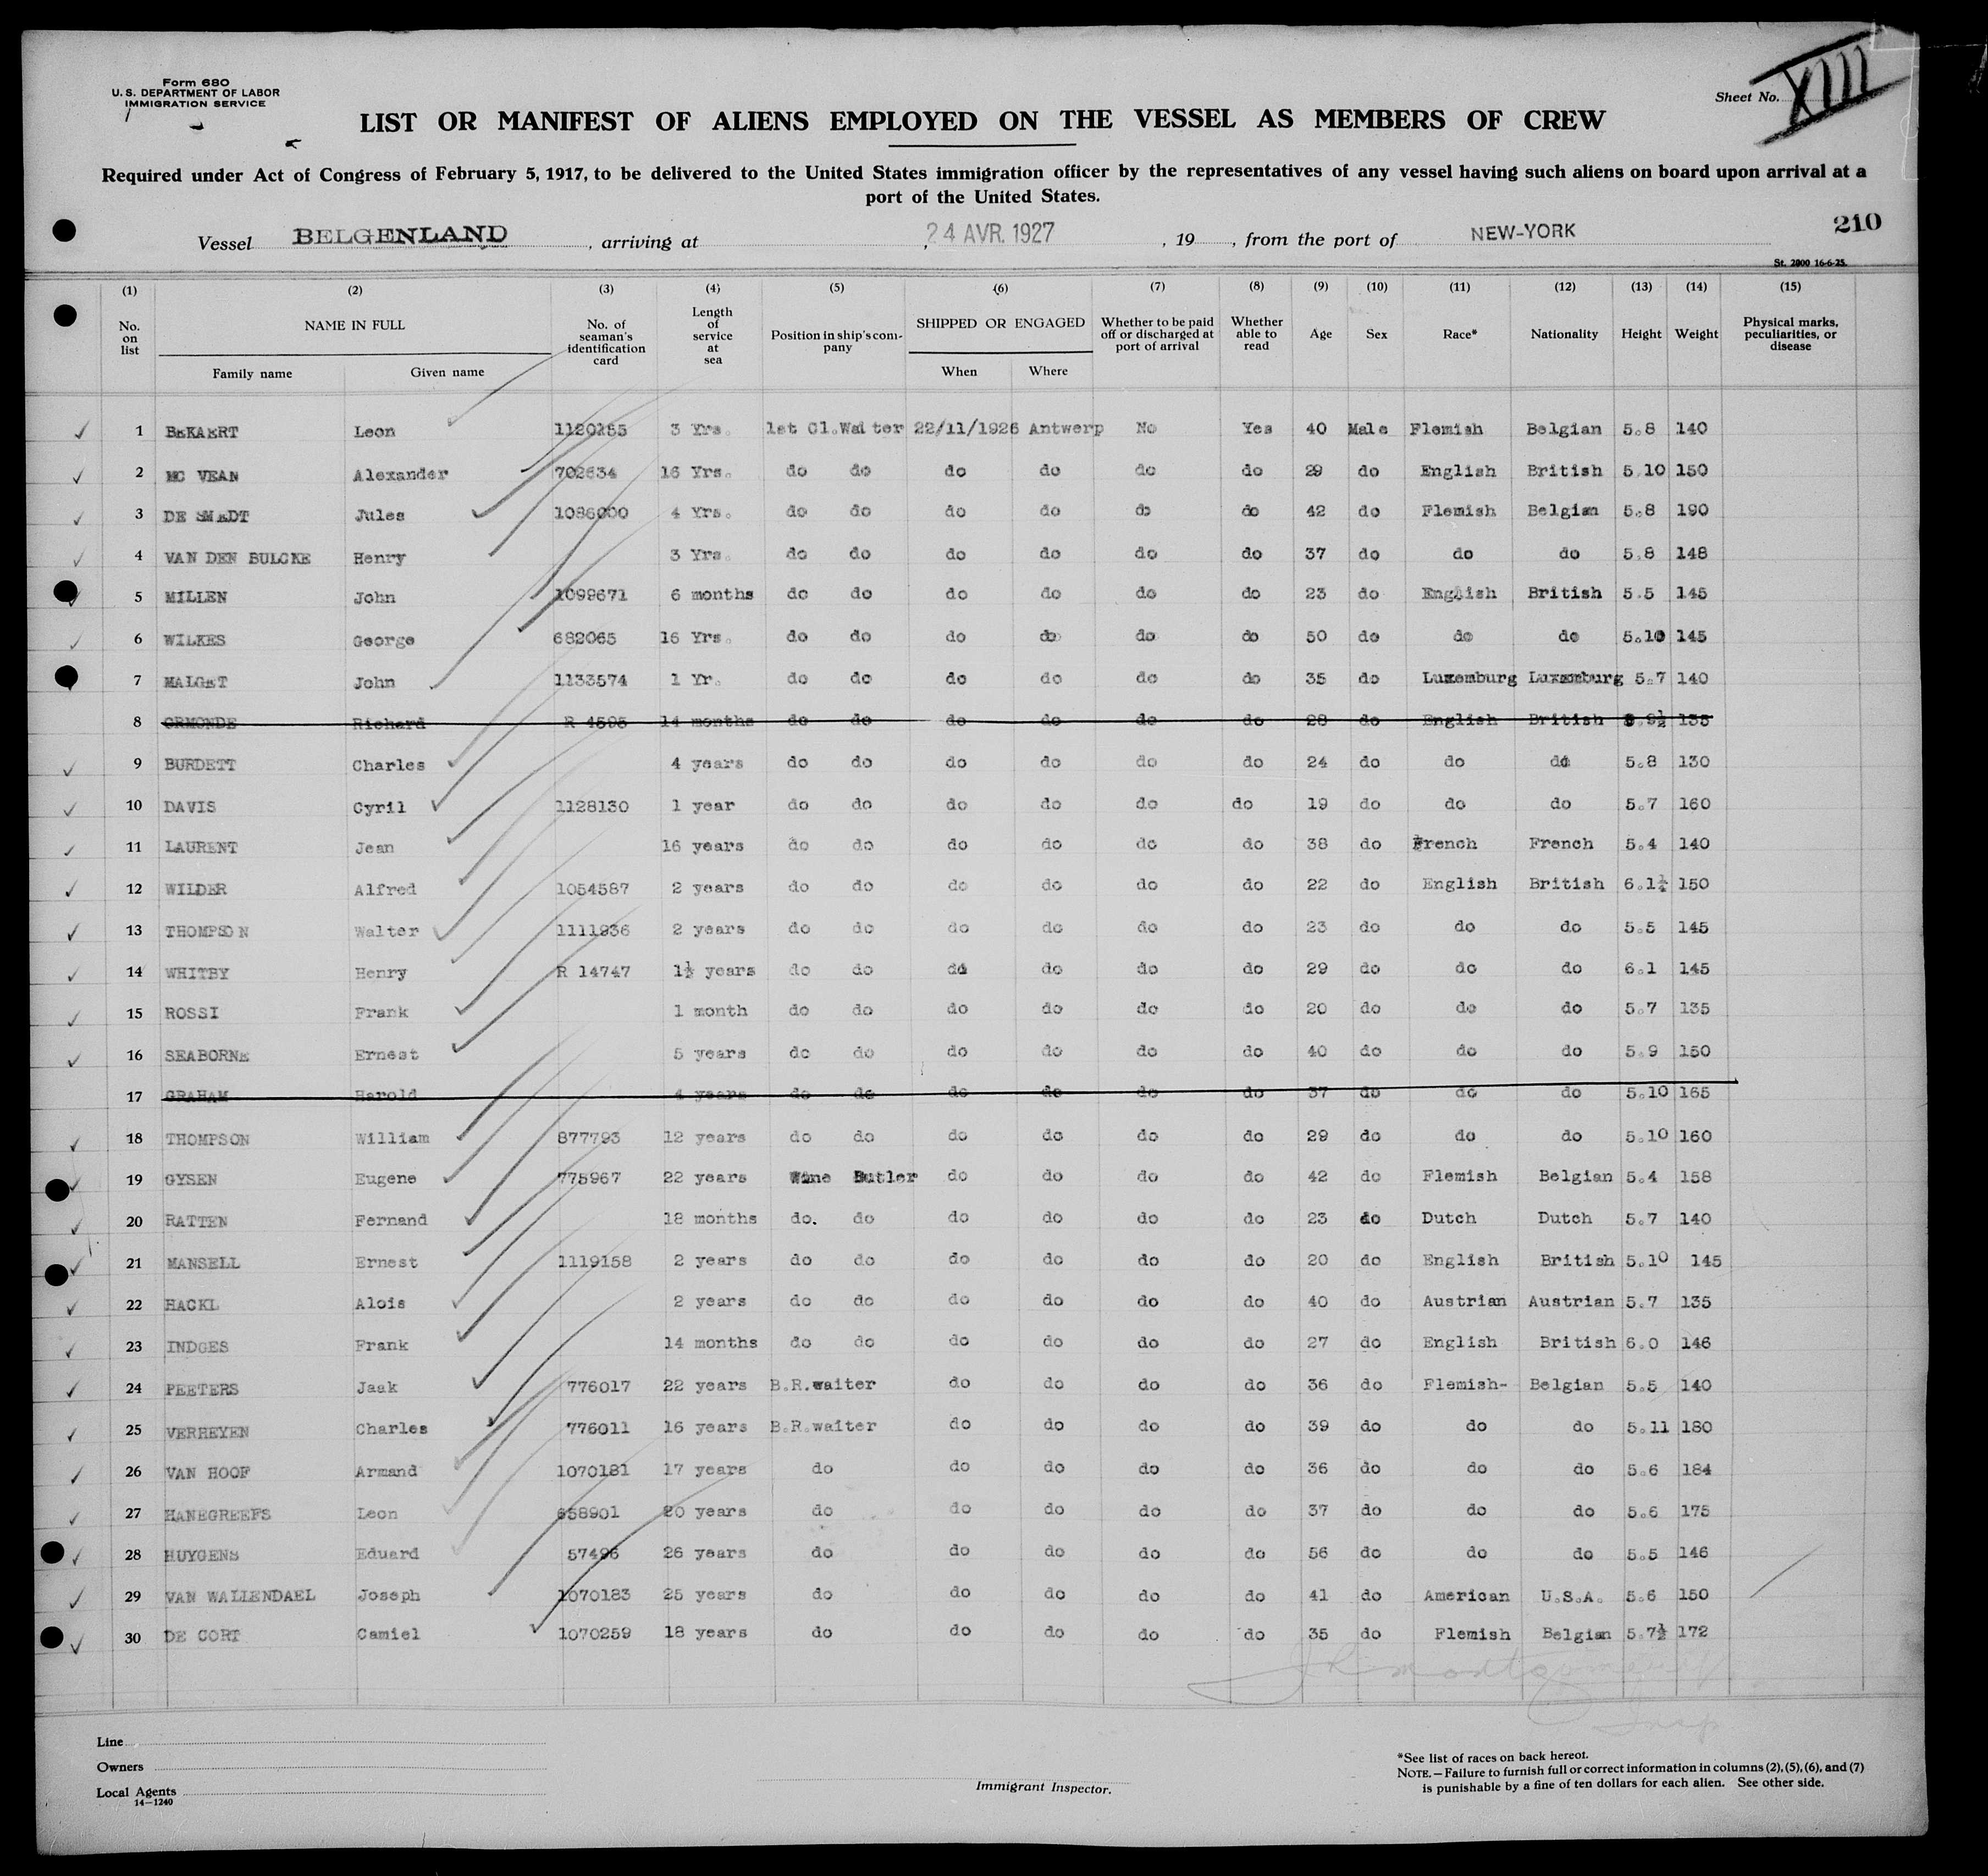 Form 680
U. S. DEPARTMENT OF LABOR
IMMIGRATION SERVICE
Sheet No. XIII
LIST OR MANIFEST OF ALIENS EMPLOYED ON THE VESSEL AS MEMBERS OF CREW
Required under Act of Congress of February 5, 1917, to be delivered to the United States immigration officer by the representatives of any vessel having such aliens on board upon arrival at a
port of the United States.
Vessel BELGENLAND, arriving at , 24 AVR. 1927, 19 , from the port of NEW-YORK
210
St. 2800 16-6-25.
(1) (2) (3) (4) (5) (6) (7) (8) (9) (10) (11) (12) (13) (14) (15)
No. on list NAME IN FULL Family name Given name No. of seaman's identification card Length of service at sea Position in ship's company SHIPPED OR ENGAGED When Where Whether to be paid off or discharged at port of arrival Whether able to read Age Sex Race* Nationality Height Weight Physical marks, peculiarities, or disease
1 BEKAERT Leon 1120155 3 Yrs. 1st Cl.Waiter 22/11/1926 Antwerp No Yes 40 Male Flemish Belgian 5.8 140
2 MC VEAN Alexander 702634 16 Yrs. do do do do do do 29 do English British 5.10 150
3 DE SMEDT Jules 1086000 4 Yrs. do do do do do do 42 do Flemish Belgian 5.8 190
4 VAN DEN BULCKE Henry 3 Yrs. do do do do do do 37 do do do 5.8 148
5 MILLEN John 1099671 6 months do do do do do do 23 do English British 5.5 145
6 WILKES George 682065 16 Yrs. do do do do do do 50 do do do 5.10 145
7 MALGET John 1133574 1 Yr. do do do do do do 35 do Luxemburg Luxemburg 5.7 140
8 ORMONDE Richard R 4595 14 months do do do do do do 28 do English British 5.9½ 135
9 BURDETT Charles 4 years do do do do do do 24 do do do 5.8 130
10 DAVIS Cyril 1128130 1 year do do do do do do 19 do do do 5.7 160
11 LAURENT Jean 16 years do do do do do do 38 do French French 5.4 140
12 WILDER Alfred 1054587 2 years do do do do do do 22 do English British 6.1¼ 150
13 THOMPSON Walter 1111936 2 years do do do do do do 23 do do do 5.5 145
14 WHITBY Henry R 14747 1½ years do do do do do do 29 do do do 6.1 145
15 ROSSI Frank 1 month do do do do do do 20 do do do 5.7 135
16 SEABORNE Ernest 5 years do do do do do do 40 do do do 5.9 150
17 GRAHAM Harold 4 years do do do do do do 37 do do do 5.10 165
18 THOMPSON William 877793 12 years do do do do do do 29 do do do 5.10 160
19 GYSEN Eugene 775967 22 years Wine Butler do do do do 42 do Flemish Belgian 5.4 158
20 RATTEN Fernand 18 months do. do do do do do 23 do Dutch Dutch 5.7 140
21 MANSELL Ernest 1119158 2 years do do do do do do 20 do English British 5.10 145
22 HACKL Alois 2 years do do do do do do 40 do Austrian Austrian 5.7 135
23 INDGES Frank 14 months do do do do do do 27 do English British 6.0 146
24 PEETERS Jaak 776017 22 years B.R.waiter do do do do 36 do Flemish- Belgian 5.5 140
25 VERHEYEN Charles 776011 16 years B.R.waiter do do do do 39 do do do 5.11 180
26 VAN HOOF Armand 1070181 17 years do do do do do 36 do do do 5.6 184
27 HANEGREEFS Leon 658901 20 years do do do do do 37 do do do 5.6 175
28 HUYGENS Eduard 57496 26 years do do do do do 56 do do do 5.5 146
29 VAN WALLENDAEL Joseph 1070183 25 years do do do do do 41 do American U.S.A. 5.6 150
30 DE CORT Camiel 1070259 18 years do do do do do 35 do Flemish Belgian 5.7½ 172
Montgomery
Insp
Line
Owners
Local Agents
14—1240
Immigrant Inspector.
*See list of races on back hereof.
NOTE.—Failure to furnish full or correct information in columns (2), (5), (6), and (7)
is punishable by a fine of ten dollars for each alien. See other side.